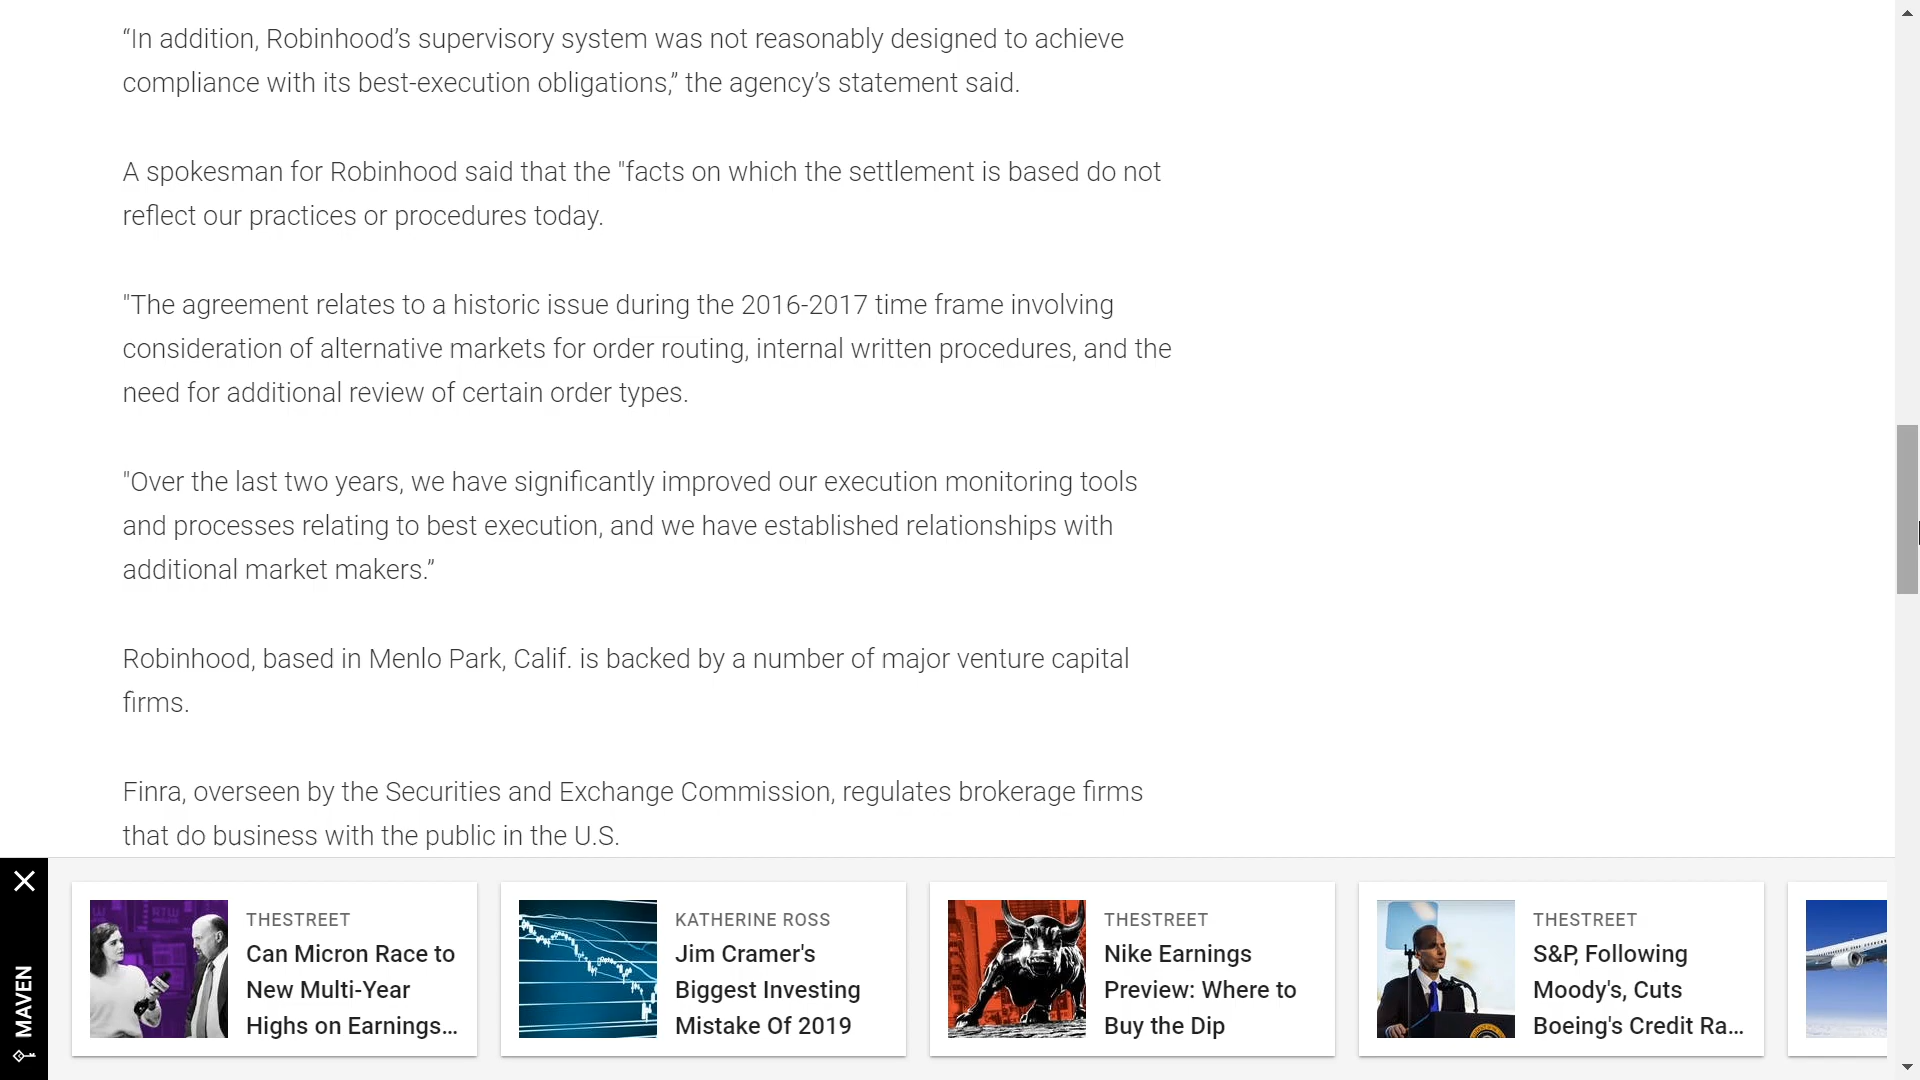 “In addition, Robinhood’s supervisory system was not reasonably designed to achieve
compliance with its best-execution obligations,” the agency’s statement said.
A spokesman for Robinhood said that the "facts on which the settlement is based do not
reflect our practices or procedures today.
"The agreement relates to a historic issue during the 2016-2017 time frame involving
consideration of alternative markets for order routing, internal written procedures, and the
need for additional review of certain order types.
"Over the last two years, we have significantly improved our execution monitoring tools
and processes relating to best execution, and we have established relationships with
additional market makers.”
Robinhood, based in Menlo Park, Calif. is backed by a number of major venture capital
firms.
Finra, overseen by the Securities and Exchange Commission, regulates brokerage firms
that do business with the public in the U.S.
MAVEN
THESTREET
Can Micron Race to
New Multi-Year
Highs on Earnings...
KATHERINE ROSS
Jim Cramer's
Biggest Investing
Mistake Of 2019
THESTREET
Nike Earnings
Preview: Where to
Buy the Dip
THESTREET
S&P, Following
Moody's, Cuts
Boeing's Credit Ra...